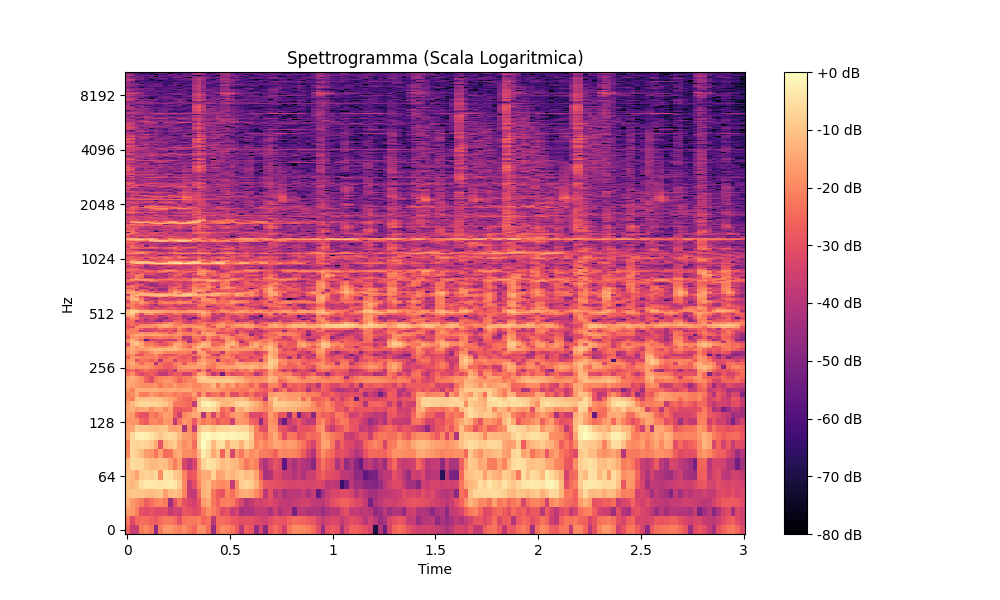 Spettrogramma (Scala Logaritmica)
Hz
8192
4096
2048
1024
512
256
128
64
0
0
0.5
1
1.5
2
2.5
3
Time
+0 dB
-10 dB
-20 dB
-30 dB
-40 dB
-50 dB
-60 dB
-70 dB
-80 dB